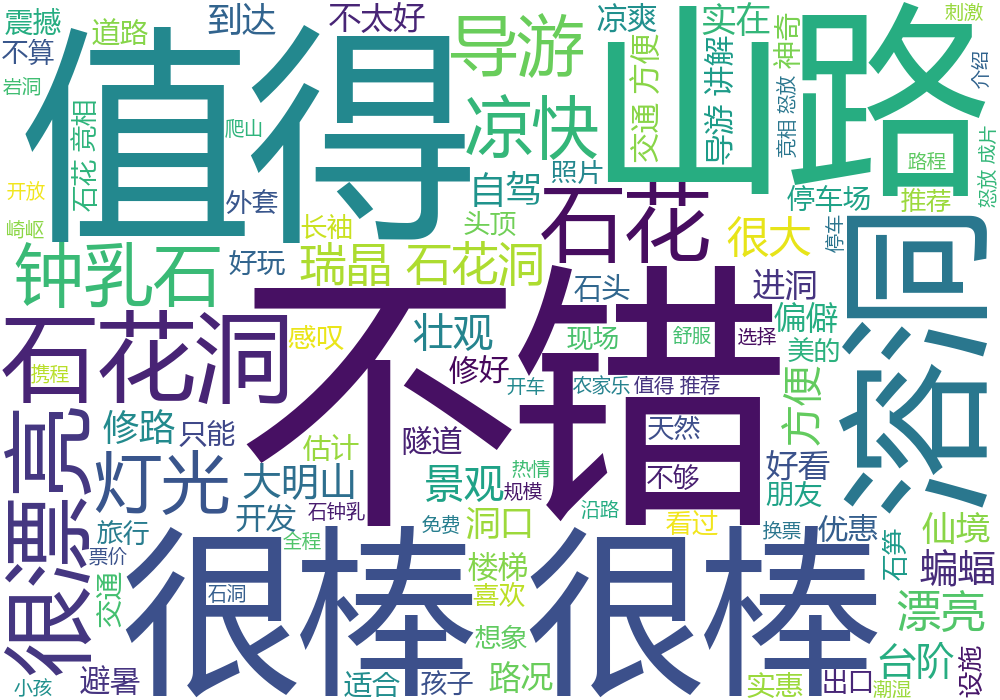 震撼
道路
到达
不太好
导游
凉爽
实在
神奇
刺激
不算
值得
山路
岩洞
石花 竞相
爬山
凉快
交通 方便
导游 讲解
竞相 怒放
介绍
开放
外套
自驾
照片
石花
停车场
路程
推荐
怒放 成片
崎岖
长袖
头顶
很大
停车
溶洞
钟乳石
好玩
瑞晶 石花洞
石头
进洞
石花洞
感叹
壮观
不错
现场
舒服
选择
偏僻
美的
携程
修好
开车
农家乐
值得 推荐
方便
很漂亮
修路
只能
估计
隧道
天然
灯光
大明山
景观
热情
不够
好看
规模
朋友
旅行
开发
石钟乳
免费
洞口
沿路
看过
换票
优惠
仙境
票价
全程
很棒 很棒
楼梯
石笋
蝙蝠
交通
石洞
喜欢
漂亮
想象
小孩
避暑
适合
孩子
路况
实惠
出口
台阶
潮湿
设施